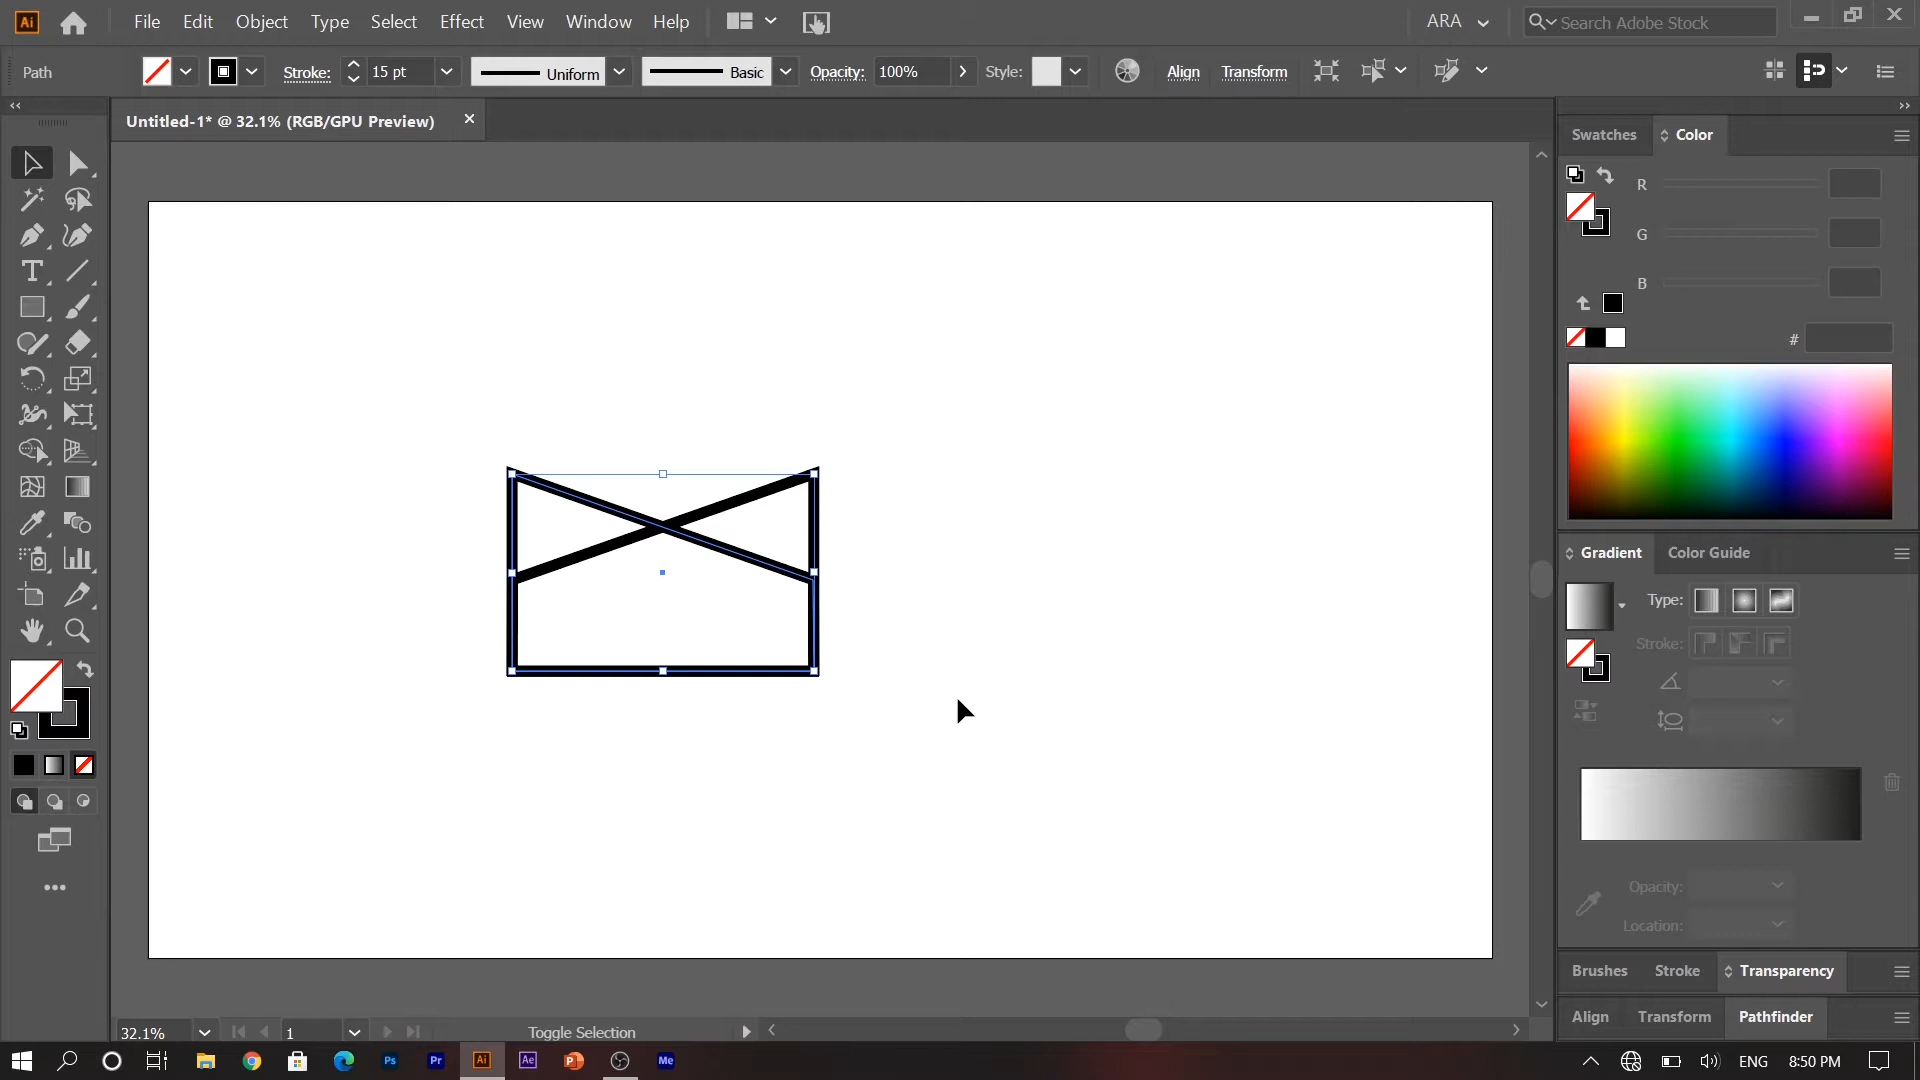 Ai File Edit Object Type Select Effect View Window Help ARA Search Adobe Stock
Path Stroke: 15 pt Uniform Basic Opacity: 100% Style: Align Transform
Untitled-1* @ 32.1% (RGB/GPU Preview)
Swatches Color
R
G
B
#
Gradient Color Guide
Type:
Stroke:
Opacity:
Location:
Brushes Stroke Transparency
Align Transform Pathfinder
32.1% 1 Toggle Selection
Ps Pr Ai Ae P Me ENG 8:50 PM